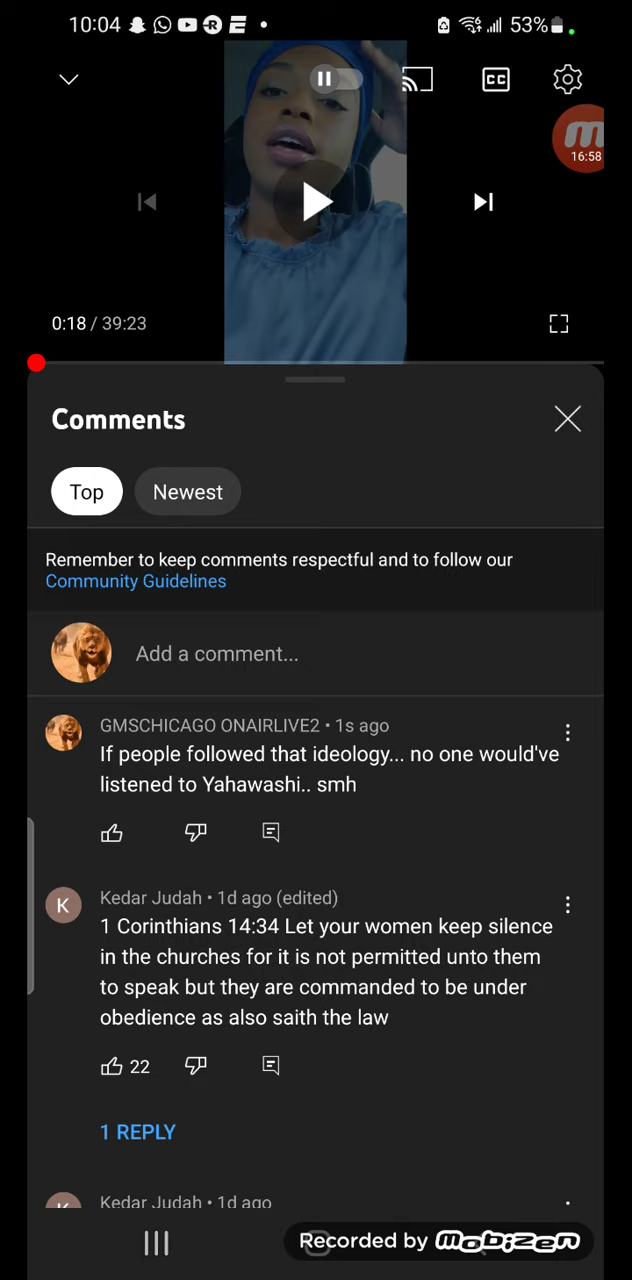 10:04
53%
CC
16:58
0:18 / 39:23
Comments
Top
Newest
Remember to keep comments respectful and to follow our
Community Guidelines
Add a comment...
GMSCHICAGO ONAIRLIVE2 • 1s ago
If people followed that ideology... no one would've
listened to Yahawashi.. smh
K
Kedar Judah • 1d ago (edited)
1 Corinthians 14:34 Let your women keep silence
in the churches for it is not permitted unto them
to speak but they are commanded to be under
obedience as also saith the law
22
1 REPLY
Kedar Judah • 1d ago
Recorded by mobizen